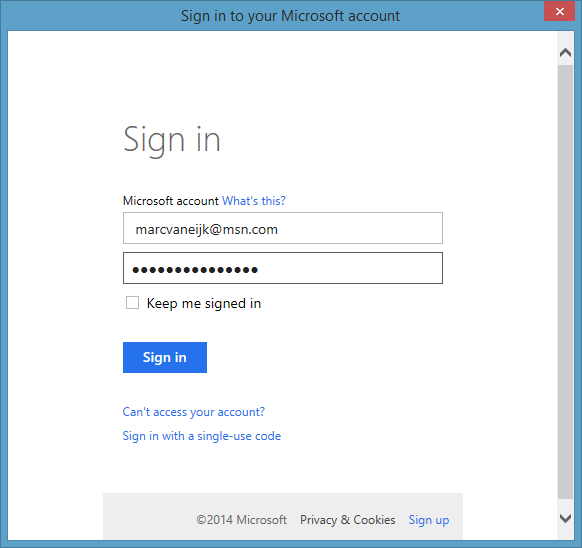 Sign in to your Microsoft account
Sign in
Microsoft account What's this?
marcvaneijk@msn.com
●●●●●●●●●●●●●●●
Keep me signed in
Sign in
Can't access your account?
Sign in with a single-use code
©2014 Microsoft Privacy & Cookies Sign up